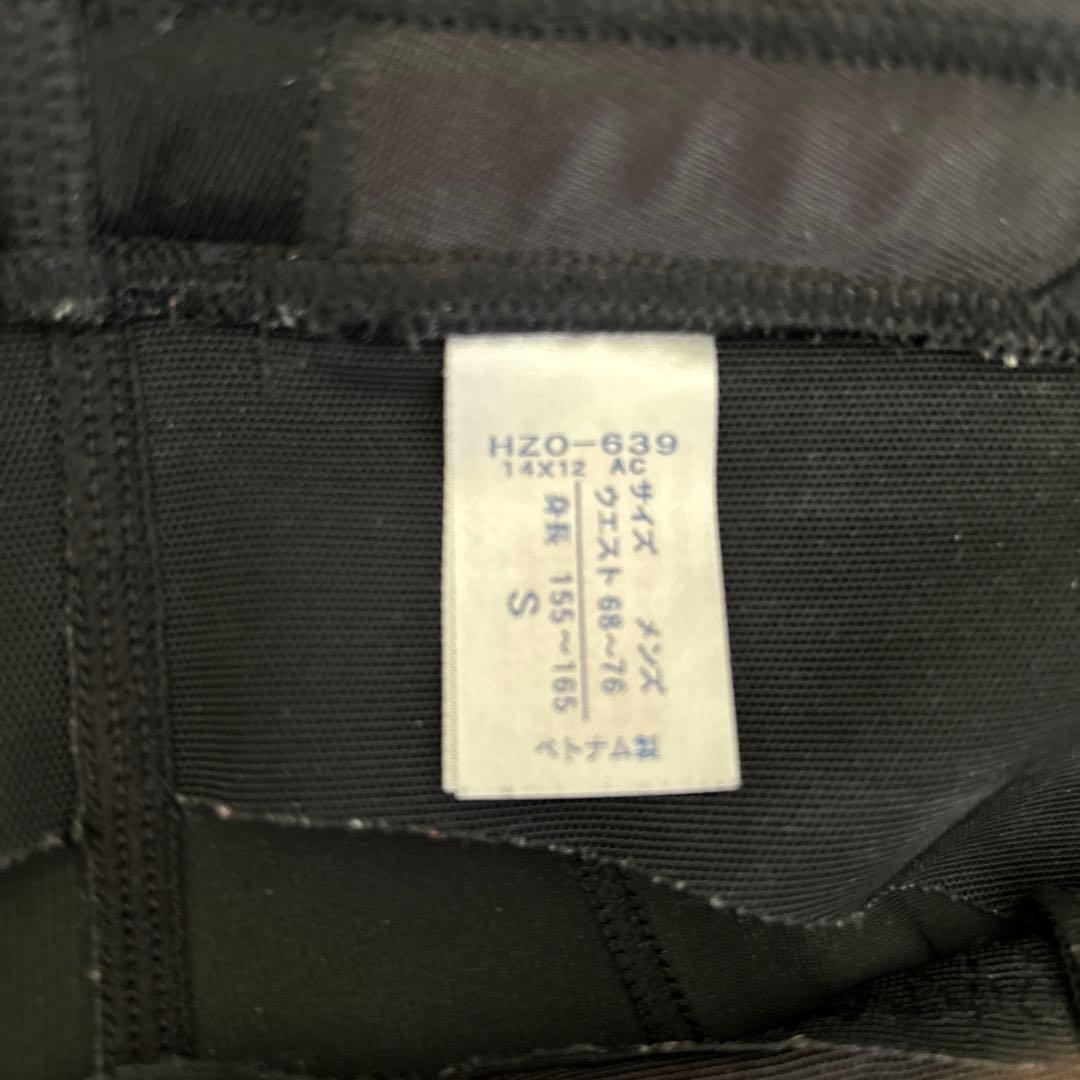 HZO-639
14X12 AC
サイズ メンズ
ウエスト 68~76
身長 155~165
S
ベトナム製